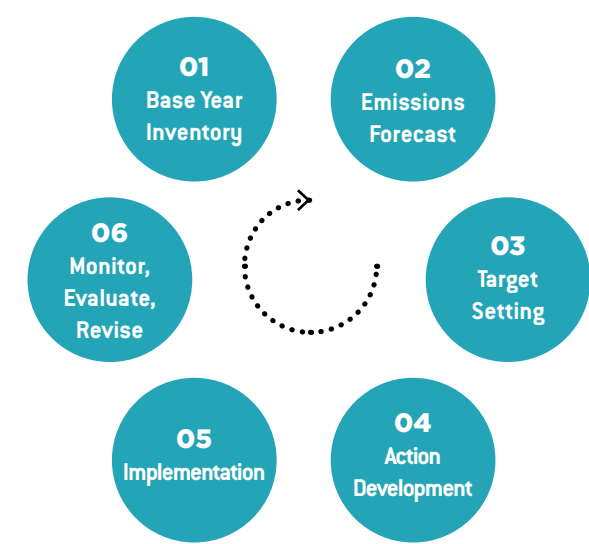 01
Base Year
Inventory
02
Emissions
Forecast
03
Target
Setting
04
Action
Development
05
Implementation
06
Monitor,
Evaluate,
Revise